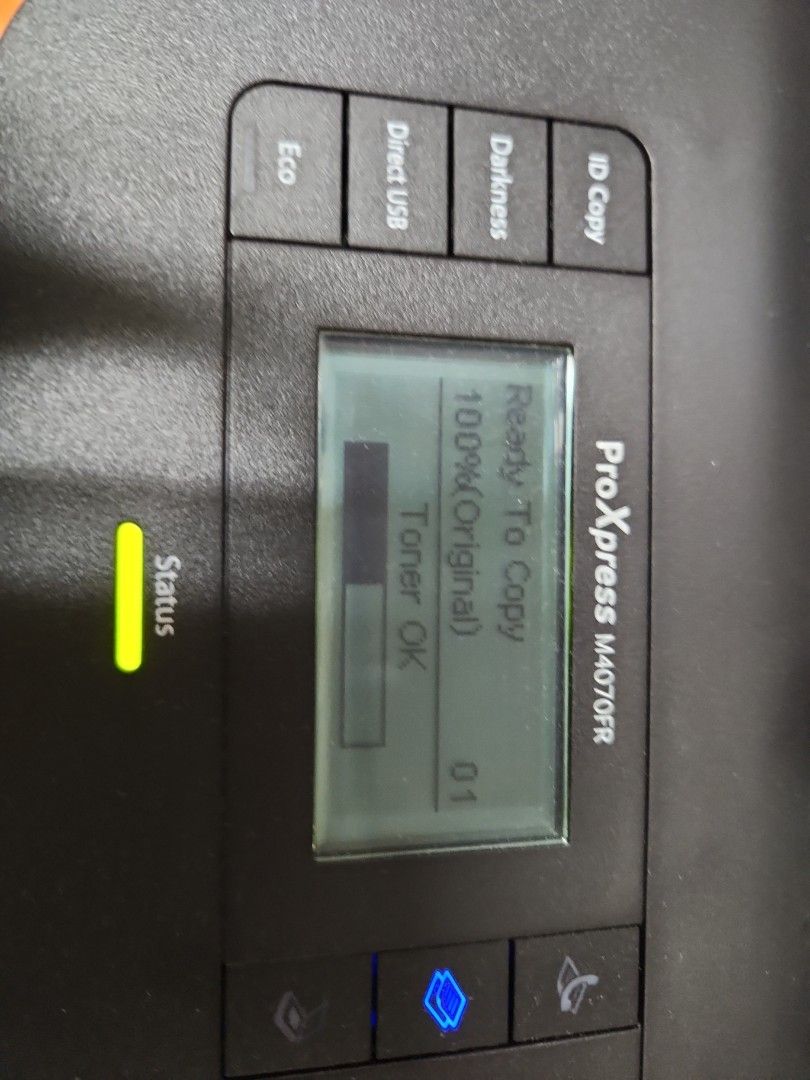 ProXpress M4070FR
ID Copy
Darkness
Direct USB
Eco
Ready To Copy
100%(Original) 01
Toner OK
Status